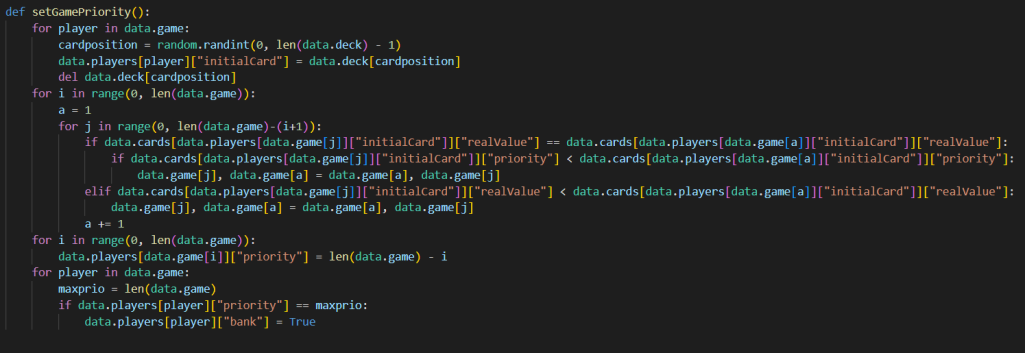 def setGamePriority():
    for player in data.game:
        cardposition = random.randint(0, len(data.deck) - 1)
        data.players[player]["initialCard"] = data.deck[cardposition]
        del data.deck[cardposition]
    for i in range(0, len(data.game)):
        a = 1
        for j in range(0, len(data.game)-(i+1)):
            if data.cards[data.players[data.game[j]]["initialCard"]]["realValue"] == data.cards[data.players[data.game[a]]["initialCard"]]["realValue"]:
                if data.cards[data.players[data.game[j]]["initialCard"]]["priority"] < data.cards[data.players[data.game[a]]["initialCard"]]["priority"]:
                    data.game[j], data.game[a] = data.game[a], data.game[j]
            elif data.cards[data.players[data.game[j]]["initialCard"]]["realValue"] < data.cards[data.players[data.game[a]]["initialCard"]]["realValue"]:
                data.game[j], data.game[a] = data.game[a], data.game[j]
            a += 1
    for i in range(0, len(data.game)):
        data.players[data.game[i]]["priority"] = len(data.game) - i
    for player in data.game:
        maxprio = len(data.game)
        if data.players[player]["priority"] == maxprio:
            data.players[player]["bank"] = True